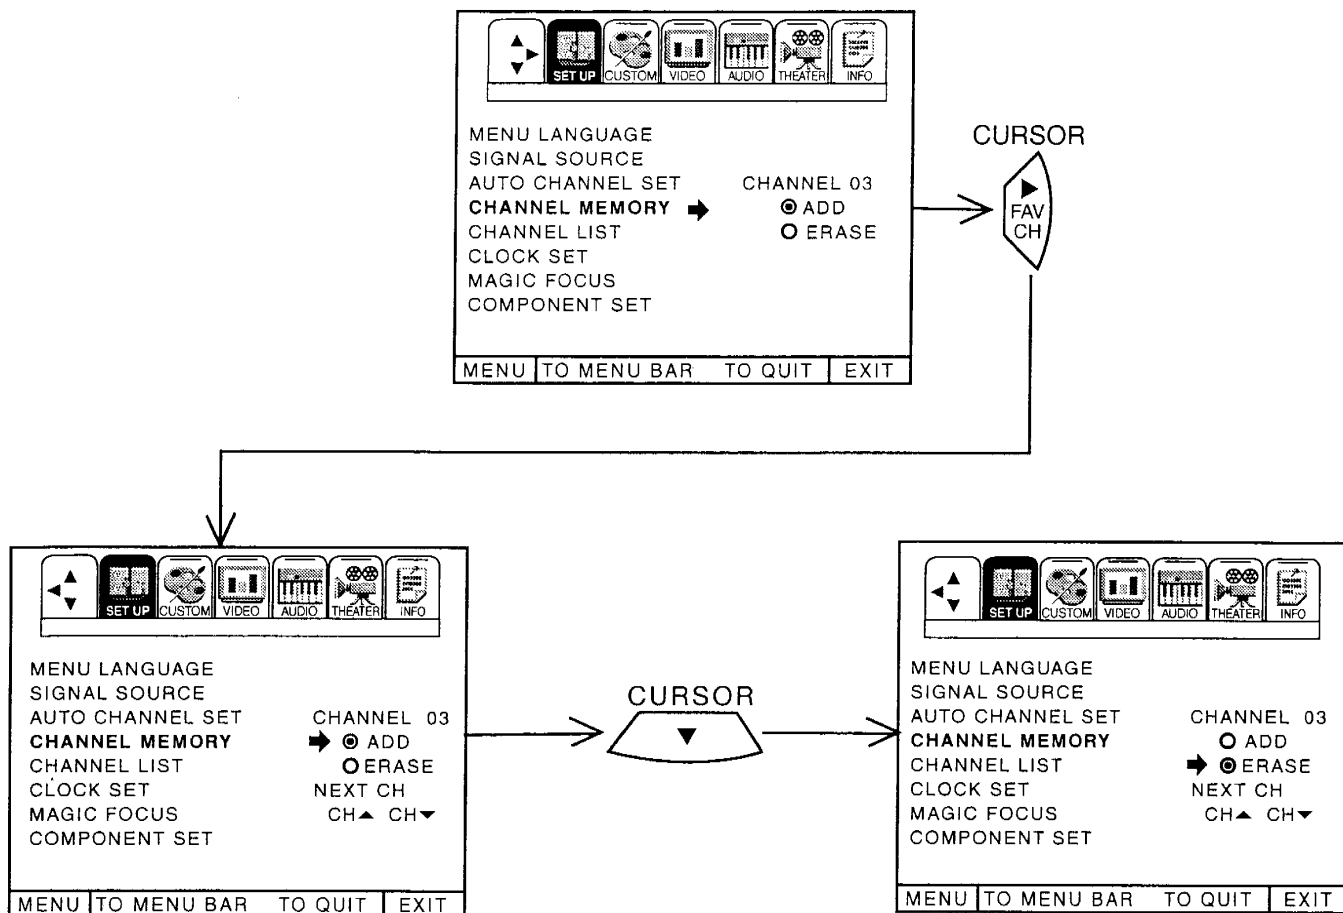 SET UP CUSTOM VIDEO AUDIO THEATER INFO
MENU LANGUAGE
SIGNAL SOURCE
AUTO CHANNEL SET CHANNEL 03
CHANNEL MEMORY ADD
CHANNEL LIST ERASE
CLOCK SET
MAGIC FOCUS
COMPONENT SET
MENU TO MENU BAR TO QUIT EXIT
CURSOR
FAV
CH
SET UP CUSTOM VIDEO AUDIO THEATER INFO
MENU LANGUAGE
SIGNAL SOURCE
AUTO CHANNEL SET CHANNEL 03
CHANNEL MEMORY ADD
CHANNEL LIST ERASE
CLOCK SET NEXT CH
MAGIC FOCUS CH▲ CH▼
COMPONENT SET
MENU TO MENU BAR TO QUIT EXIT
CURSOR
SET UP CUSTOM VIDEO AUDIO THEATER INFO
MENU LANGUAGE
SIGNAL SOURCE
AUTO CHANNEL SET CHANNEL 03
CHANNEL MEMORY ADD
CHANNEL LIST ERASE
CLOCK SET NEXT CH
MAGIC FOCUS CH▲ CH▼
COMPONENT SET
MENU TO MENU BAR TO QUIT EXIT